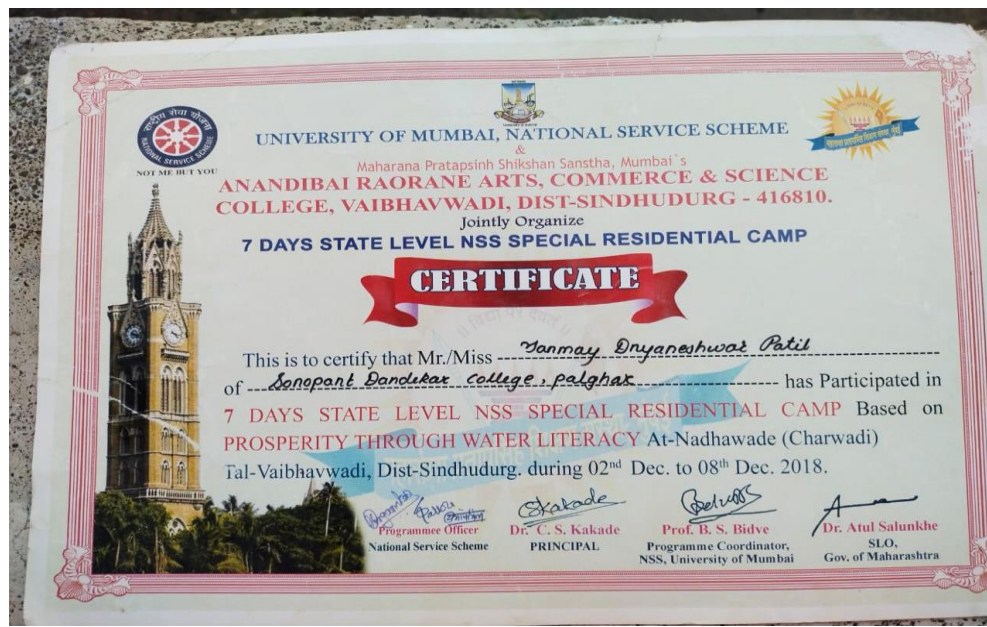 राष्ट्रीय सेवा योजना
NATIONAL SERVICE SCHEME
NOT ME BUT YOU
UNIVERSITY OF MUMBAI, NATIONAL SERVICE SCHEME
&
Maharana Pratapsinh Shikshan Sanstha, Mumbai`s
ANANDIBAI RAORANE ARTS, COMMERCE & SCIENCE
COLLEGE, VAIBHAVWADI, DIST-SINDHUDURG - 416810.
Jointly Organize
7 DAYS STATE LEVEL NSS SPECIAL RESIDENTIAL CAMP
CERTIFICATE
This is to certify that Mr./Miss Tanmay Dnyaneshwar Patil
of Sonopant Dandekar college, palghar has Participated in
7 DAYS STATE LEVEL NSS SPECIAL RESIDENTIAL CAMP Based on
PROSPERITY THROUGH WATER LITERACY At-Nadhawade (Charwadi)
Tal-Vaibhavwadi, Dist-Sindhudurg. during 02nd Dec. to 08th Dec. 2018.
Programmee Officer
National Service Scheme
Skakade
Dr. C. S. Kakade
PRINCIPAL
Prof. B. S. Bidve
Programme Coordinator,
NSS, University of Mumbai
Dr. Atul Salunkhe
SLO,
Gov. of Maharashtra